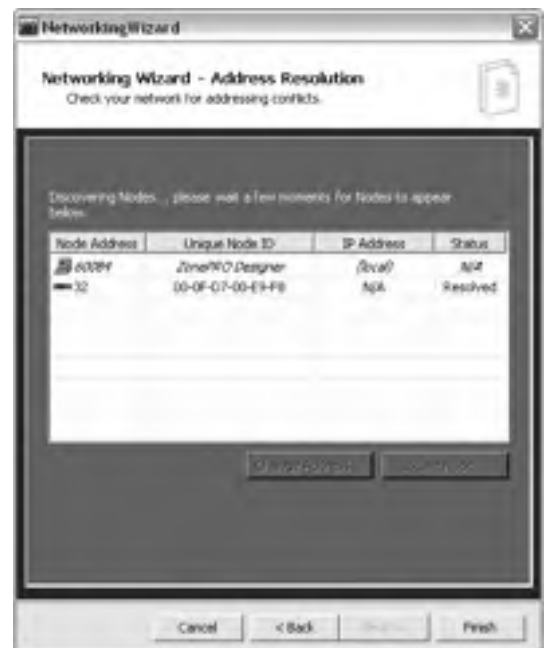 NetworkingWizard
Networking Wizard - Address Resolution
Check your network for addressing conflicts.
Discovering Nodes... please wait a few moments for Nodes to appear
below.
Node Address Unique Node ID IP Address Status
60084 ZonePRO Designer (local) N/A
32 00-0F-D7-00-E9-F8 N/A Resolved
Change Address
Cancel < Back Finish